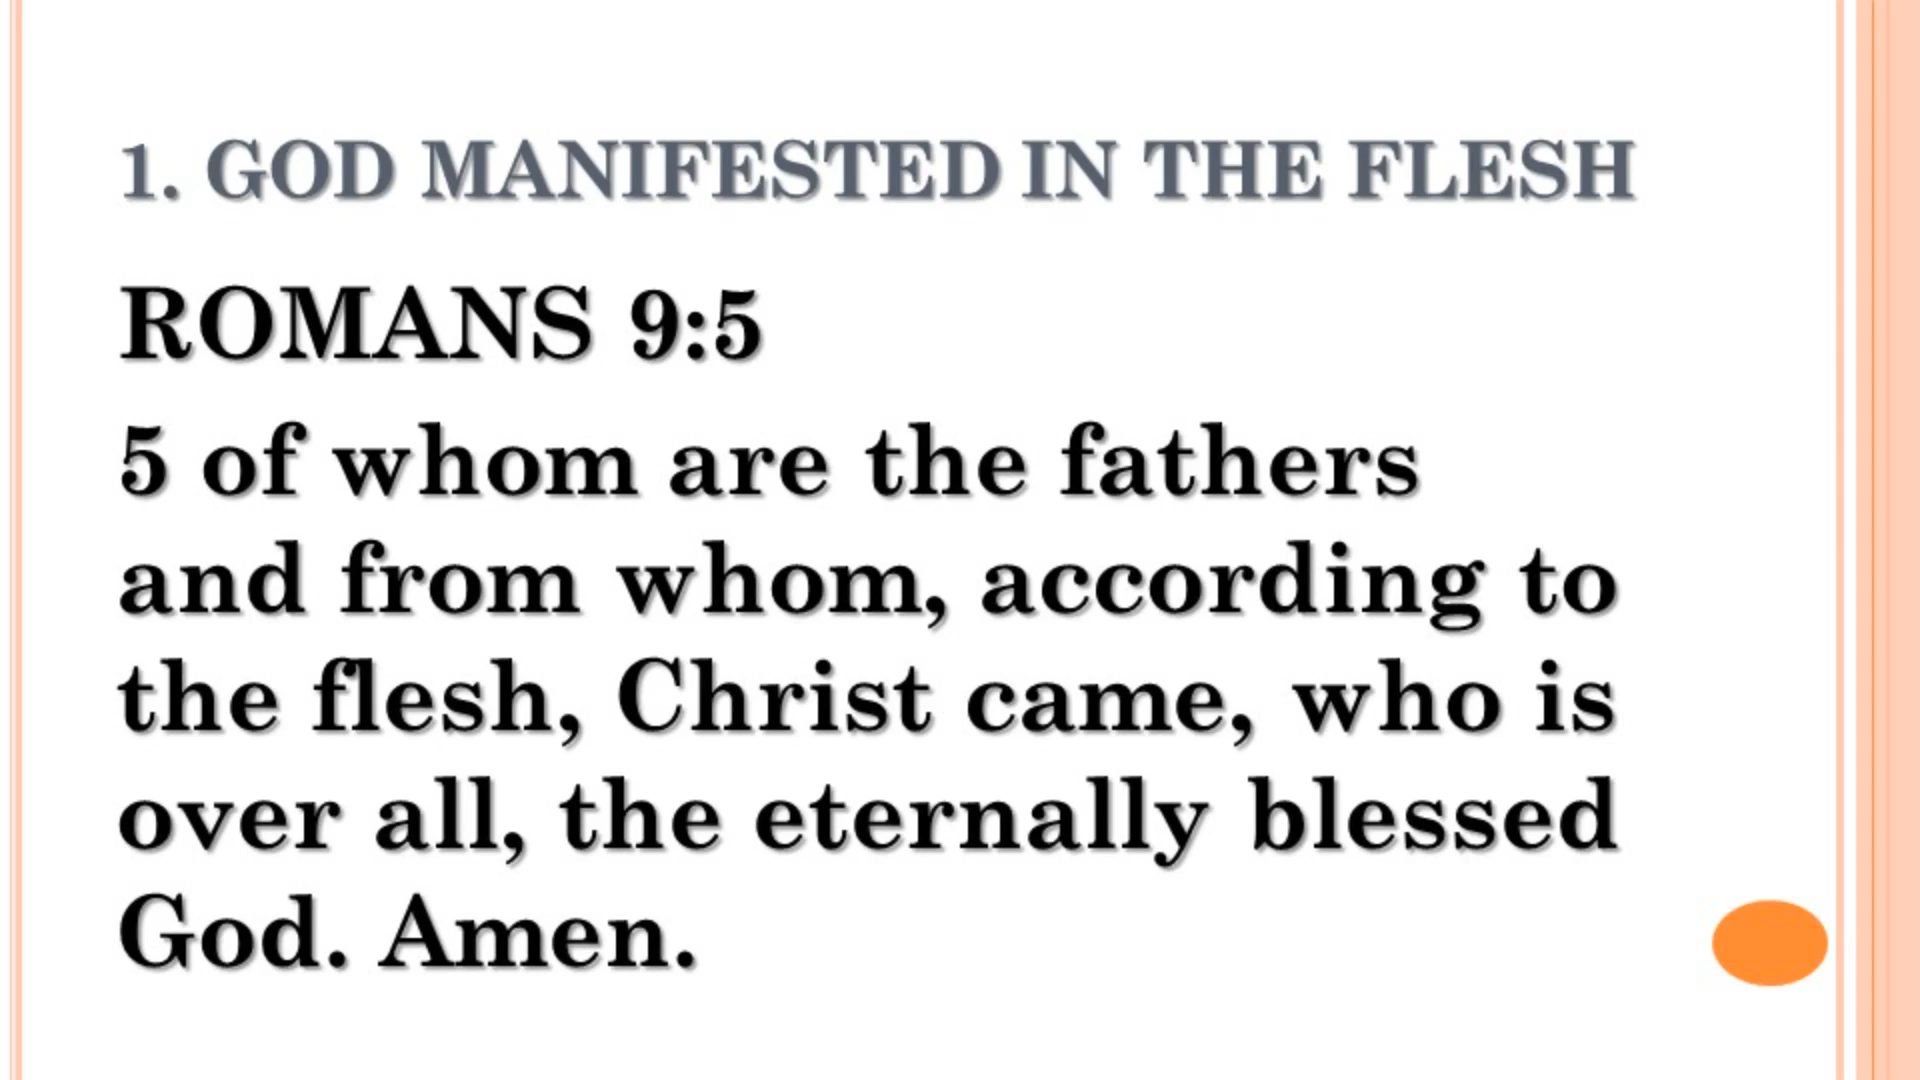 1. GOD MANIFESTED IN THE FLESH
ROMANS 9:5
5 of whom are the fathers
and from whom, according to
the flesh, Christ came, who is
over all, the eternally blessed
God. Amen.